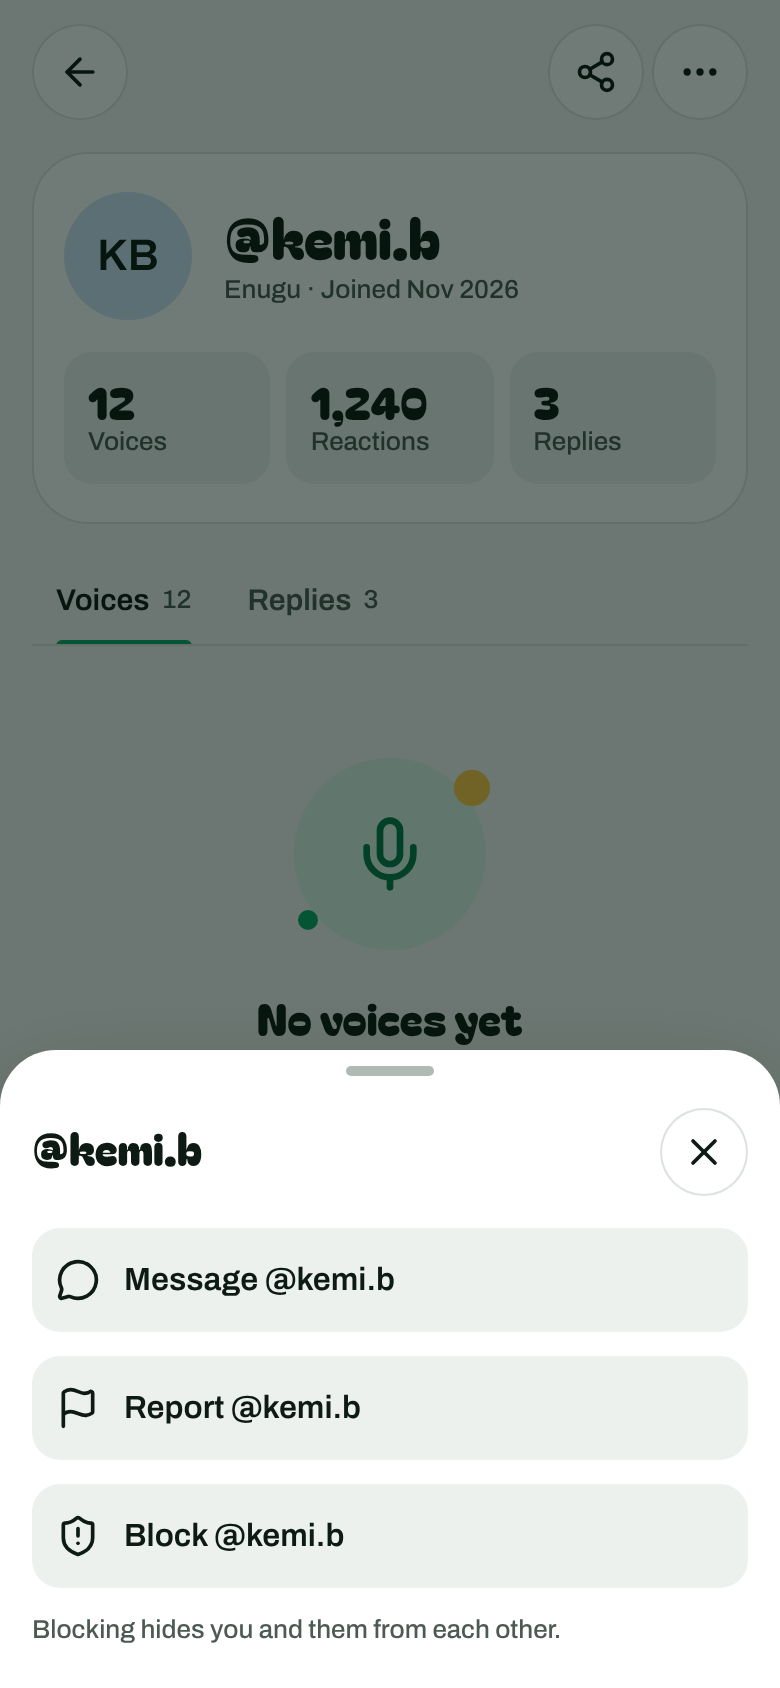 KB
@kemi.b
Enugu · Joined Nov 2026
12
Voices
1,240
Reactions
3
Replies
Voices 12
Replies 3
No voices yet
@kemi.b
Message @kemi.b
Report @kemi.b
Block @kemi.b
Blocking hides you and them from each other.